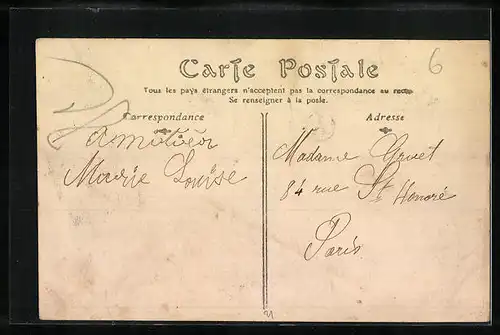 Carte Postale
6
Tous les pays étrangers n'acceptent pas la correspondance au recto
Se renseigner à la poste.
Correspondance
Marie Louise
Adresse
Madame Gruet
84 rue St Honoré
Paris